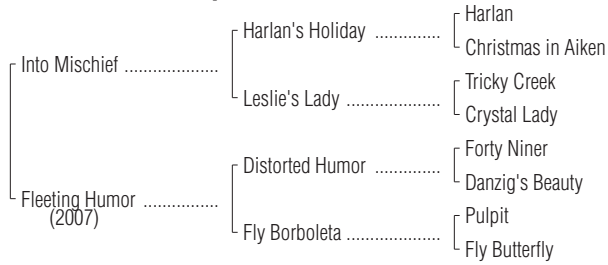 Harlan
Harlan's Holiday ..............
Christmas in Aiken
Into Mischief ....................
Tricky Creek
Leslie's Lady ....................
Crystal Lady
Forty Niner
Distorted Humor ..............
Danzig's Beauty
Fleeting Humor ................
(2007)
Pulpit
Fly Borboleta ....................
Fly Butterfly